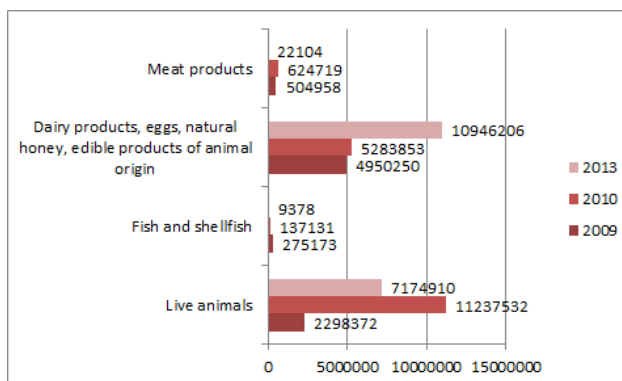 22104
Meat products
624719
504958
Dairy products, eggs, natural
honey, edible products of animal
origin
10946206
5283853
4950250
9378
Fish and shellfish
137131
275173
7174910
Live animals
11237532
2298372
0 5000000 10000000 15000000
2013
2010
2009